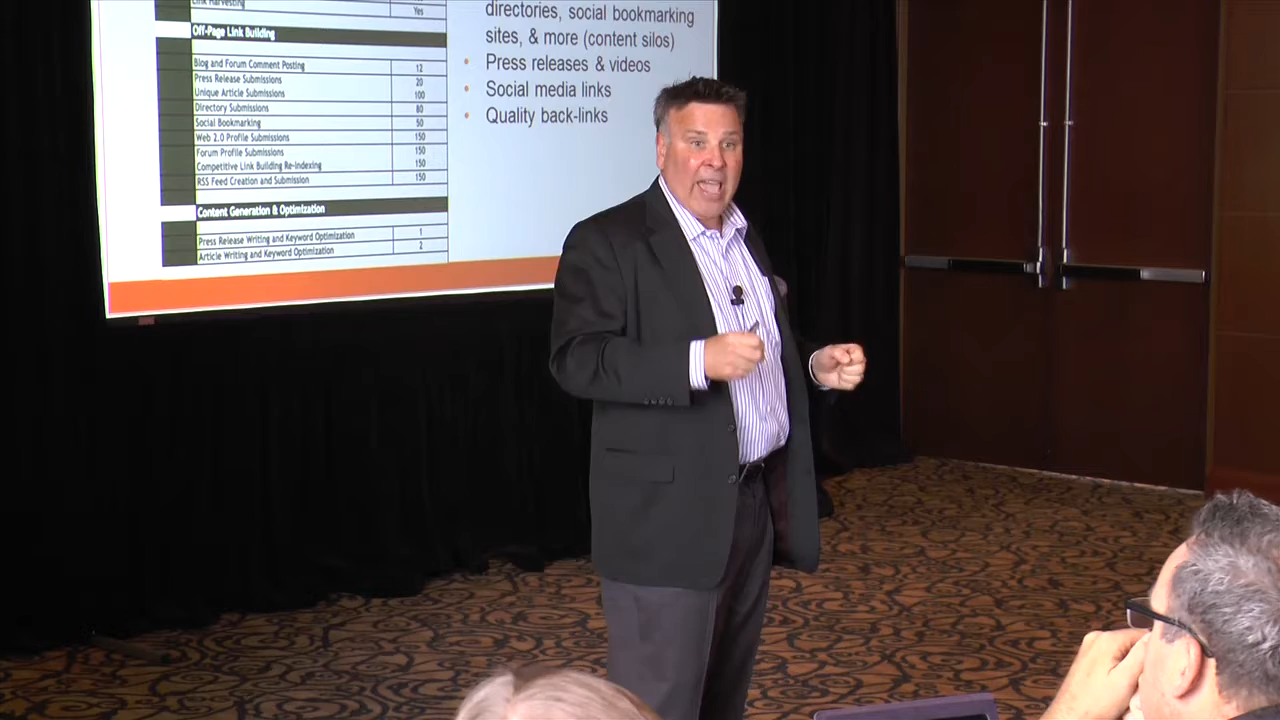 Link Harvesting Yes
Off-Page Link Building
Blog and Forum Comment Posting 12
Press Release Submissions 20
Unique Article Submissions 100
Directory Submissions 80
Social Bookmarking 50
Web 2.0 Profile Submissions 150
Forum Profile Submissions 150
Competitive Link Building Re-Indexing 150
RSS Feed Creation and Submission 150
Content Generation & Optimization
Press Release Writing and Keyword Optimization 1
Article Writing and Keyword Optimization 2
directories, social bookmarking
sites, & more (content silos)
• Press releases & videos
• Social media links
• Quality back-links